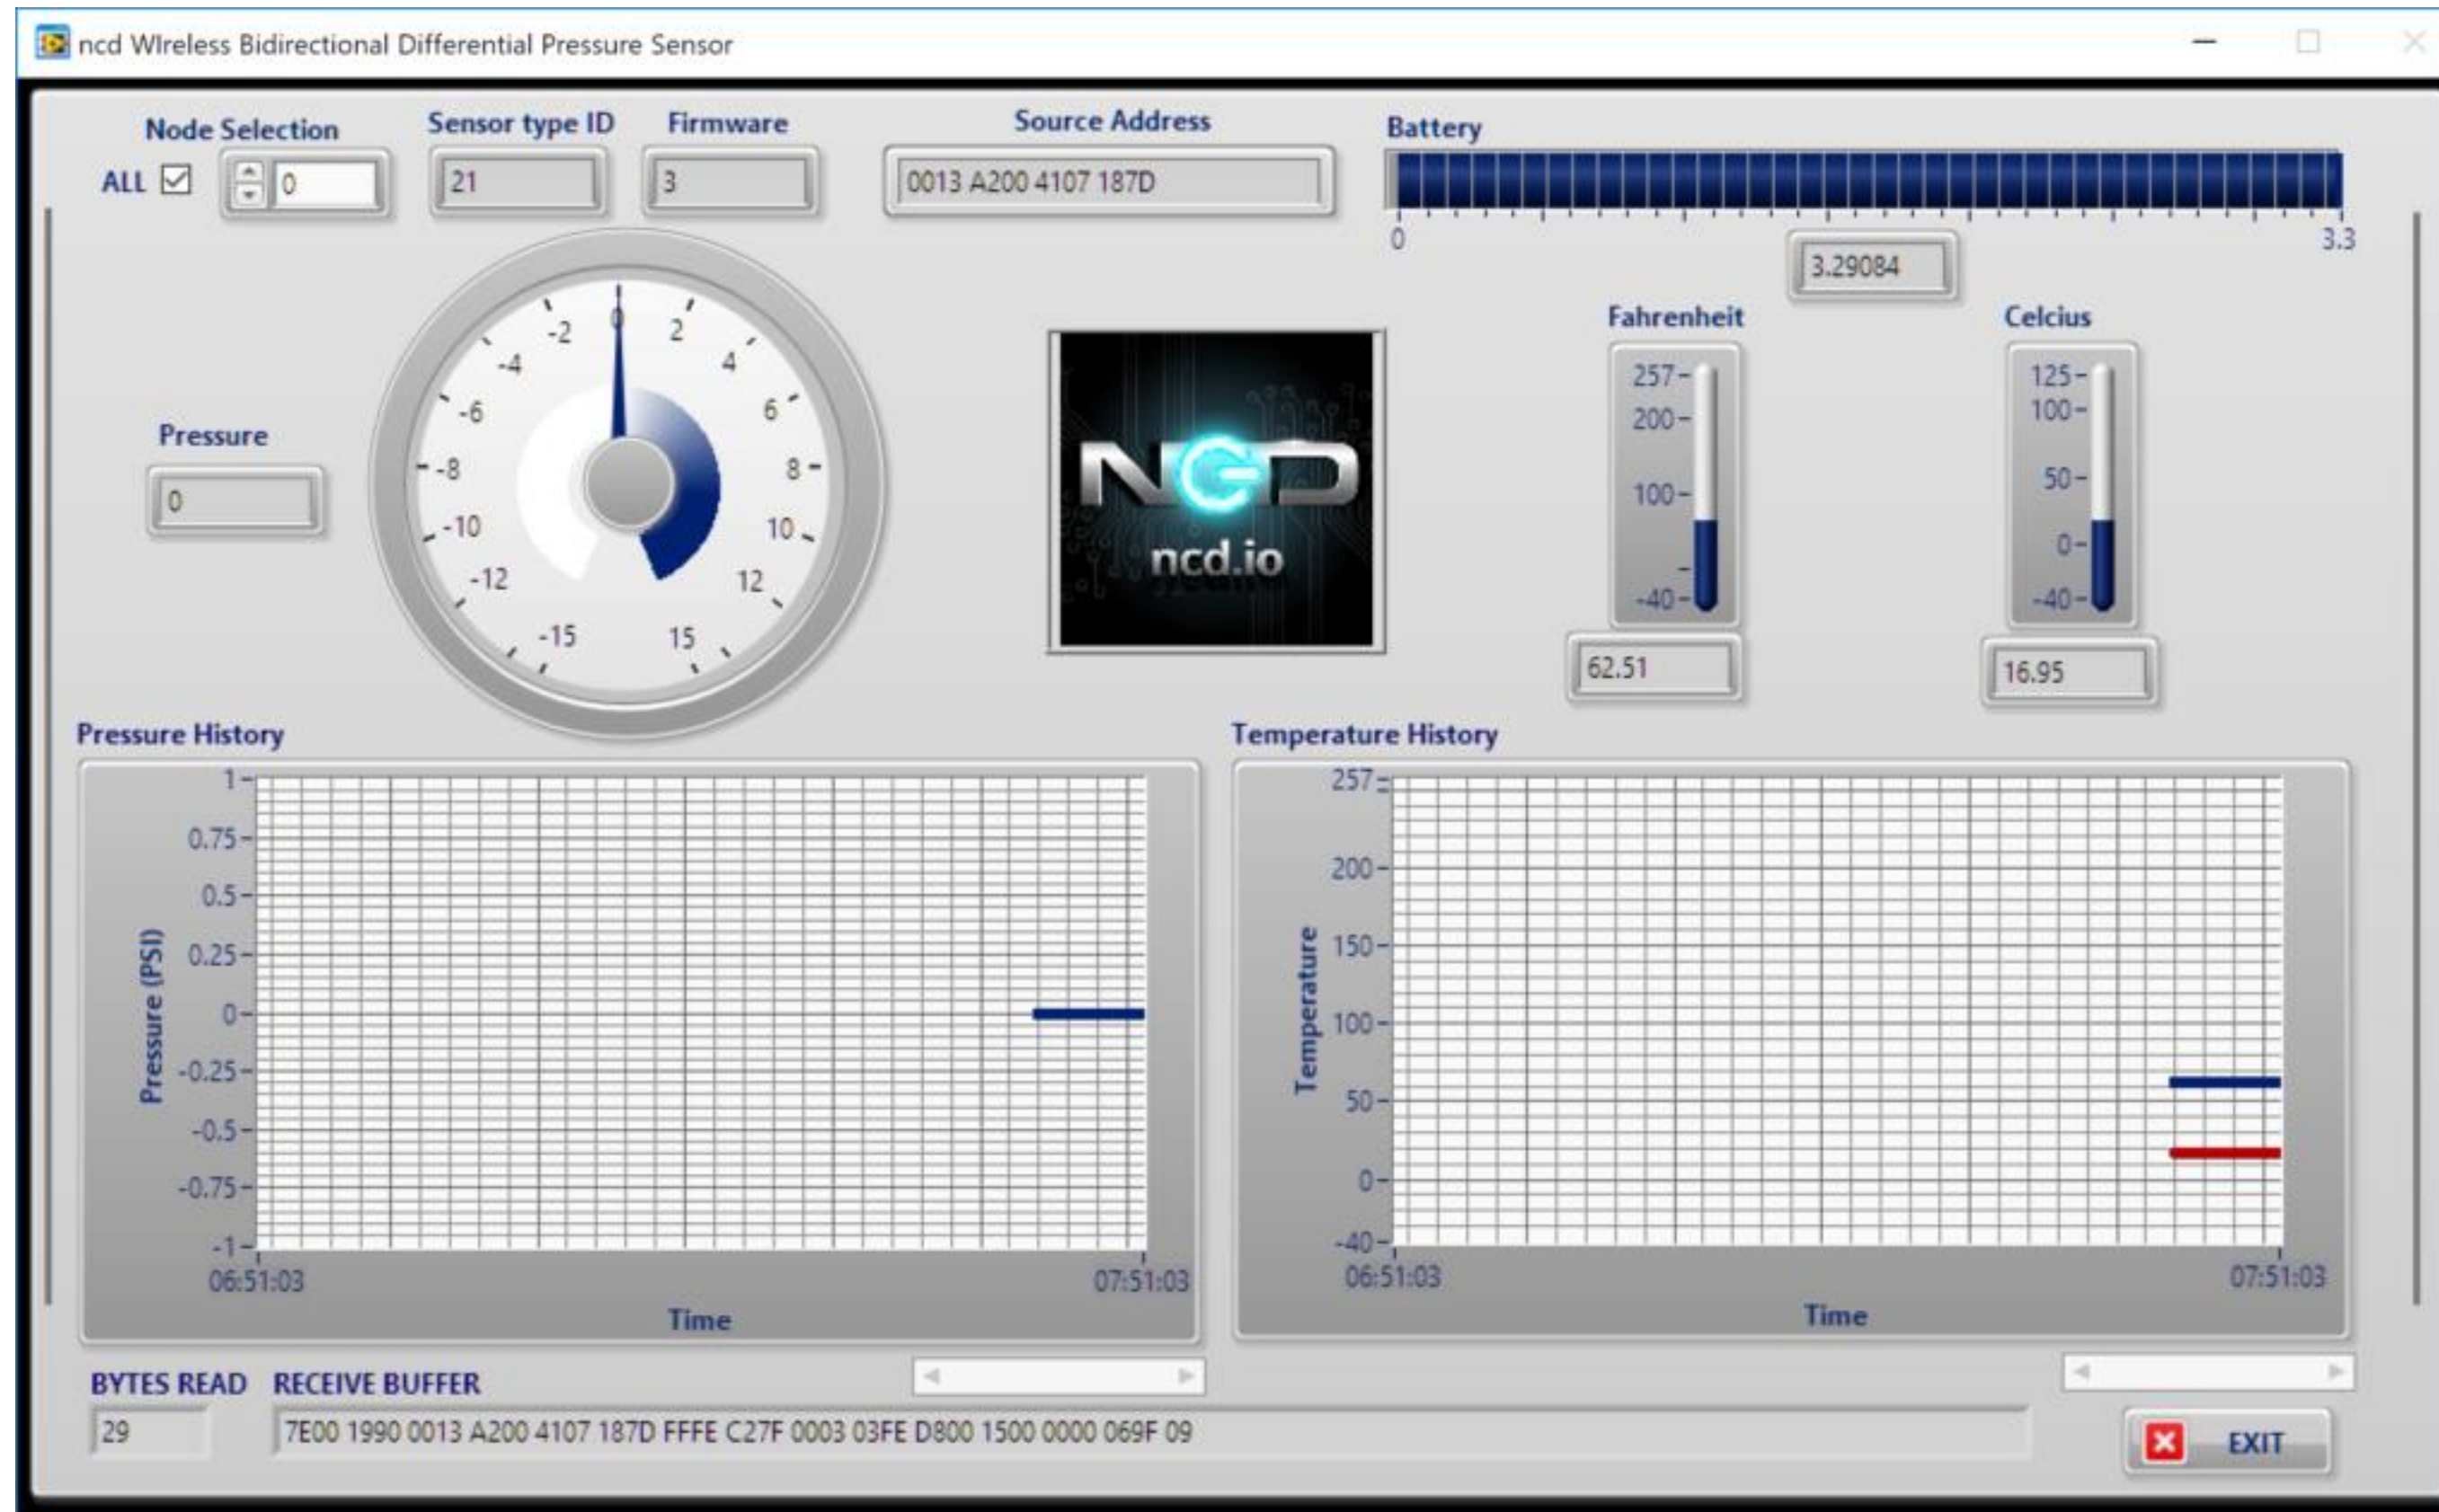 ncd WIreless Bidirectional Differential Pressure Sensor
Node Selection
Sensor type ID
Firmware
Source Address
Battery
ALL
0
21
3
0013 A200 4107 187D
0
3.3
3.29084
Fahrenheit
Celcius
-2
0
2
-4
4
-6
6
-8
8
-10
10
-12
12
-15
15
Pressure
0
NCD
ncd.io
257
200
100
-40
62.51
125
100
50
0
-40
16.95
Pressure History
1
0.75
0.5
0.25
0
-0.25
-0.5
-0.75
-1
Pressure (PSI)
06:51:03
07:51:03
Time
Temperature History
257
200
150
100
50
0
-40
Temperature
06:51:03
07:51:03
Time
BYTES READ
RECEIVE BUFFER
29
7E00 1990 0013 A200 4107 187D FFFE C27F 0003 03FE D800 1500 0000 069F 09
EXIT